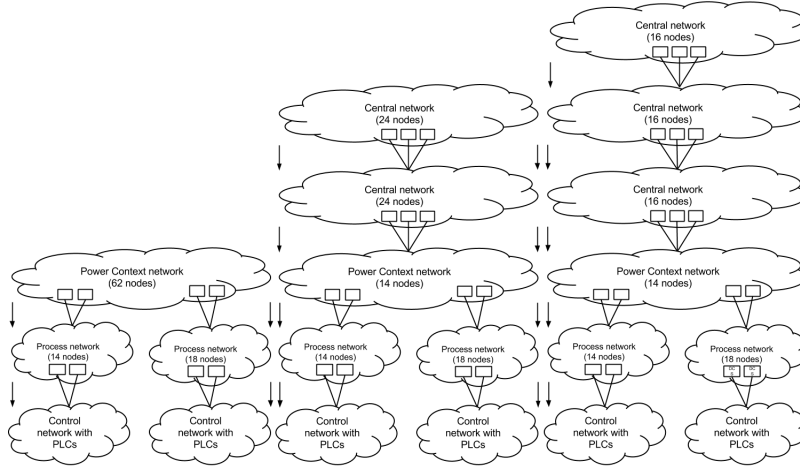 Central network
(16 nodes)
Central network
(24 nodes)
Central network
(16 nodes)
Central network
(24 nodes)
Central network
(16 nodes)
Power Context network
(62 nodes)
Power Context network
(14 nodes)
Power Context network
(14 nodes)
Process network
(14 nodes)
Process network
(18 nodes)
Process network
(14 nodes)
Process network
(18 nodes)
Process network
(14 nodes)
Process network
(18 nodes)
Control
network with
PLCs
Control
network with
PLCs
Control
network with
PLCs
Control
network with
PLCs
Control
network with
PLCs
Control
network with
PLCs